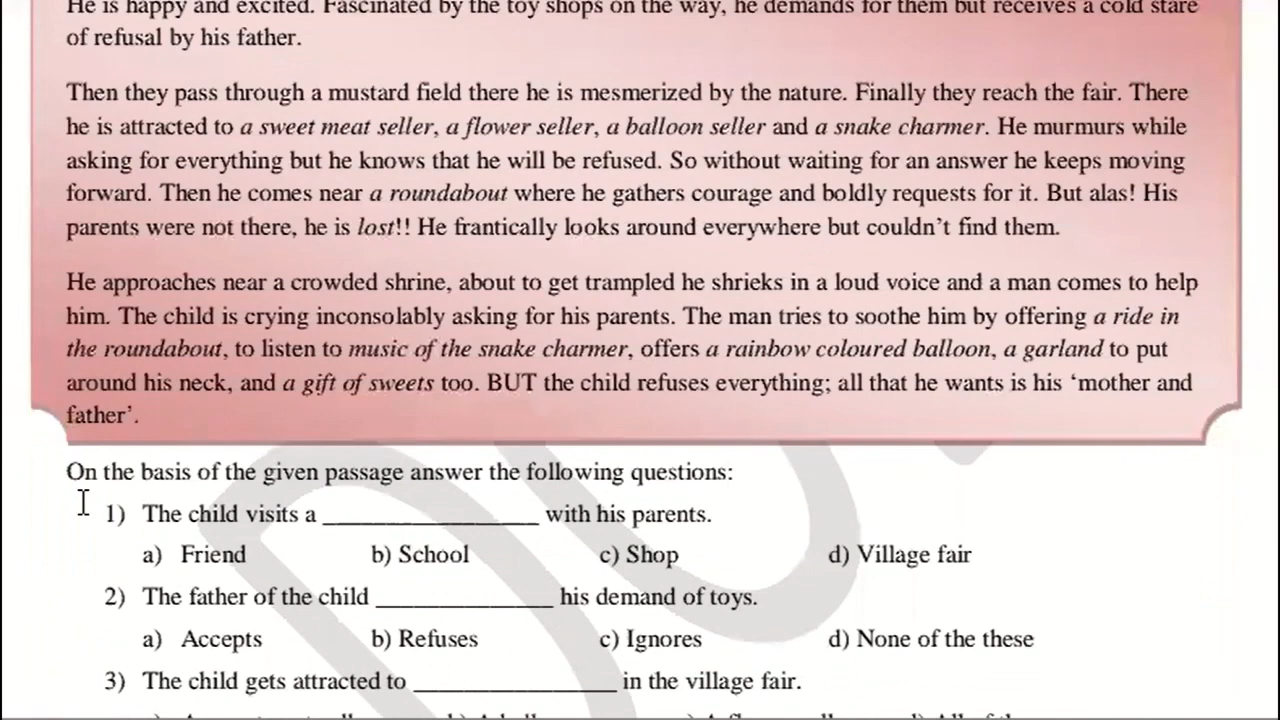 He is happy and excited. Fascinated by the toy shops on the way, he demands for them but receives a cold stare
of refusal by his father.
Then they pass through a mustard field there he is mesmerized by the nature. Finally they reach the fair. There
he is attracted to a sweet meat seller, a flower seller, a balloon seller and a snake charmer. He murmurs while
asking for everything but he knows that he will be refused. So without waiting for an answer he keeps moving
forward. Then he comes near a roundabout where he gathers courage and boldly requests for it. But alas! His
parents were not there, he is lost!! He frantically looks around everywhere but couldn’t find them.
He approaches near a crowded shrine, about to get trampled he shrieks in a loud voice and a man comes to help
him. The child is crying inconsolably asking for his parents. The man tries to soothe him by offering a ride in
the roundabout, to listen to music of the snake charmer, offers a rainbow coloured balloon, a garland to put
around his neck, and a gift of sweets too. BUT the child refuses everything; all that he wants is his ‘mother and
father’.
On the basis of the given passage answer the following questions:
1) The child visits a _________________ with his parents.
a) Friend b) School c) Shop d) Village fair
2) The father of the child ______________ his demand of toys.
a) Accepts b) Refuses c) Ignores d) None of the these
3) The child gets attracted to ________________ in the village fair.